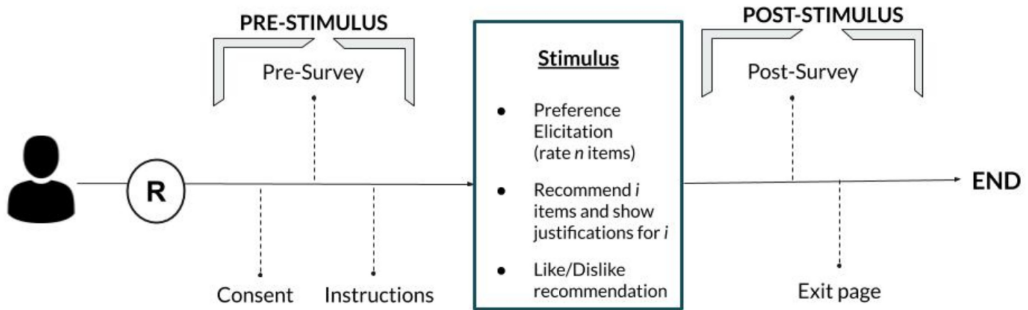 PRE-STIMULUS
Pre-Survey
R
Consent
Instructions
Stimulus
● Preference
Elicitation
(rate n items)
● Recommend i
items and show
justifications for i
● Like/Dislike
recommendation
POST-STIMULUS
Post-Survey
Exit page
END